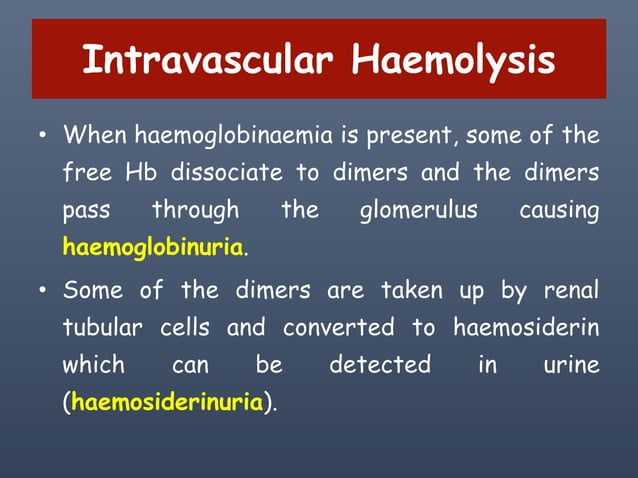 Intravascular Haemolysis
• When haemoglobinaemia is present, some of the
free Hb dissociate to dimers and the dimers
pass through the glomerulus causing
haemoglobinuria.
• Some of the dimers are taken up by renal
tubular cells and converted to haemosiderin
which can be detected in urine
(haemosiderinuria).